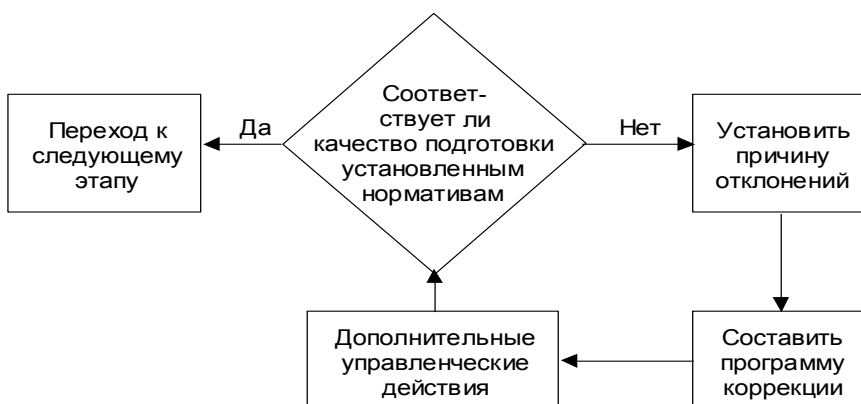 Соответ-
ствует ли
качество подготовки
установленным
нормативам
Да
Нет
Переход к
следующему
этапу
Установить
причину
отклонений
Составить
программу
коррекции
Дополнительные
управленческие
действия